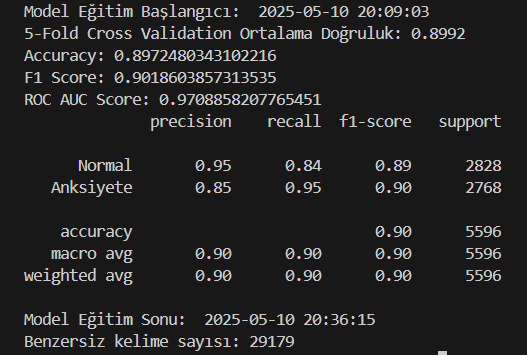 Model Eğitim Başlangıcı:  2025-05-10 20:09:03
5-Fold Cross Validation Ortalama Doğruluk: 0.8992
Accuracy: 0.8972480343102216
F1 Score: 0.9018603857313535
ROC AUC Score: 0.9708858207765451
precision    recall  f1-score   support
Normal       0.95      0.84      0.89      2828
Anksiyete       0.85      0.95      0.90      2768
accuracy                           0.90      5596
macro avg       0.90      0.90      0.90      5596
weighted avg       0.90      0.90      0.90      5596
Model Eğitim Sonu:  2025-05-10 20:36:15
Benzersiz kelime sayısı: 29179